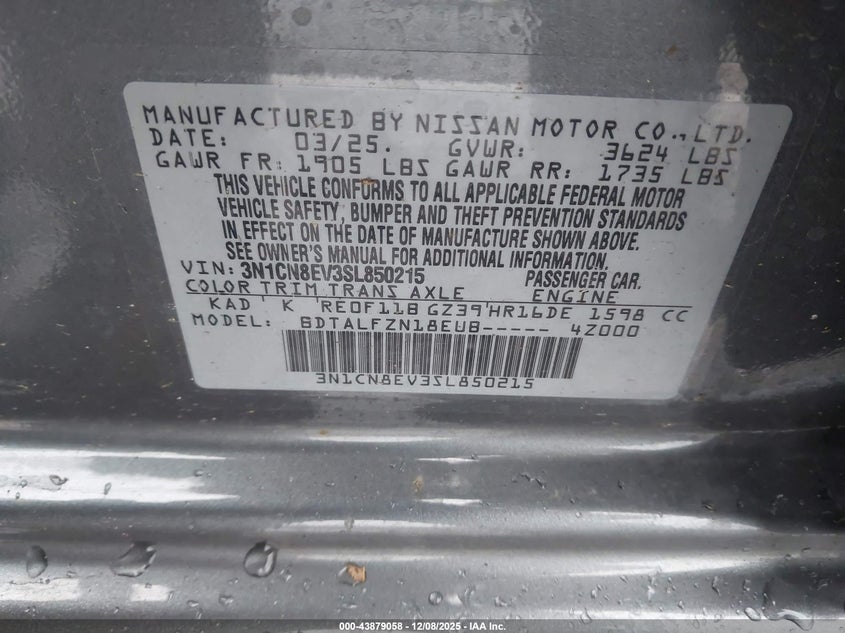 MANUFACTURED BY NISSAN MOTOR CO., LTD.
DATE: 03/25. GVWR: 3624 LBS
GAWR FR: 1905 LBS GAWR RR: 1735 LBS
THIS VEHICLE CONFORMS TO ALL APPLICABLE FEDERAL MOTOR
VEHICLE SAFETY, BUMPER AND THEFT PREVENTION STANDARDS
IN EFFECT ON THE DATE OF MANUFACTURE SHOWN ABOVE.
SEE OWNER'S MANUAL FOR ADDITIONAL INFORMATION.
VIN: 3N1CN8EV3SL850215 PASSENGER CAR.
COLOR TRIM TRANS AXLE ENGINE
KAD ' K 'RE0F11B GZ39'HR16DE 1598 CC
MODEL: BDTALFZN18EUB----- 4Z000
3N1CN8EV3SL850215
000-43879058 - 12/08/2025 - IAA Inc.